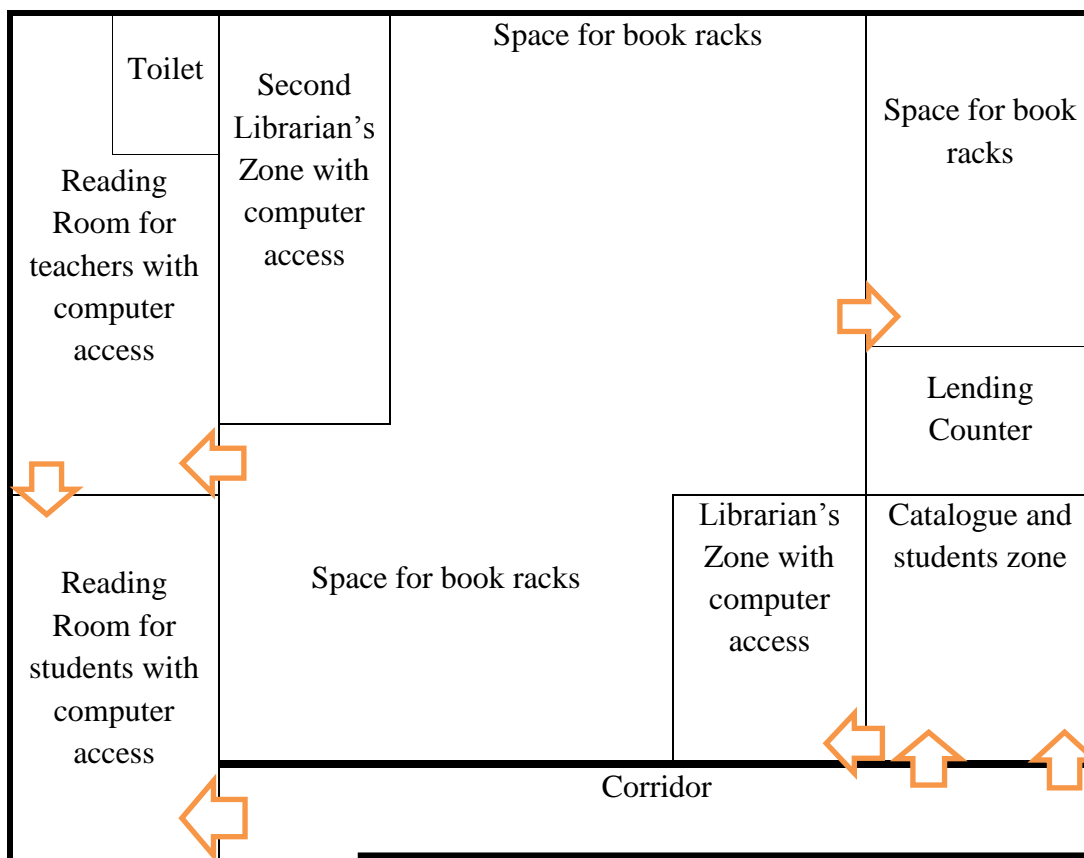 Toilet
Reading
Room for
teachers with
computer
access
Second
Librarian’s
Zone with
computer
access
Space for book racks
Space for book
racks
Lending
Counter
Reading
Room for
students with
computer
access
Space for book racks
Librarian’s
Zone with
computer
access
Catalogue and
students zone
Corridor